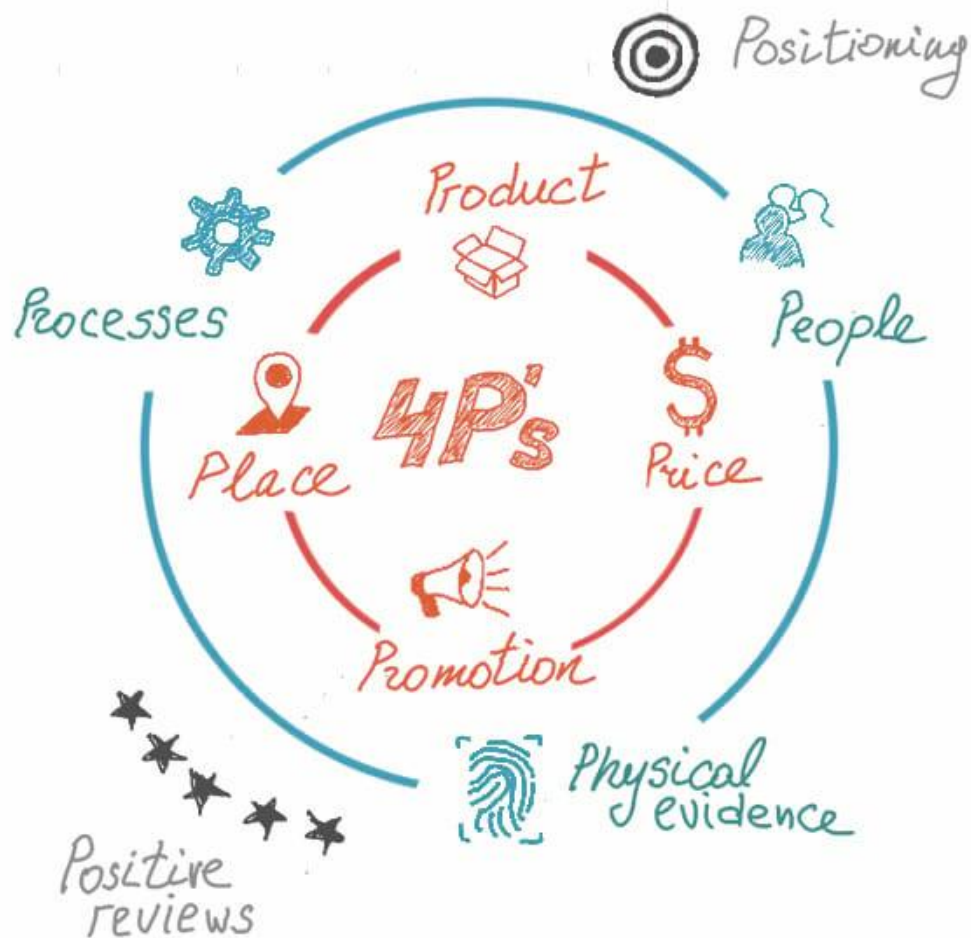 Positioning
Product
Processes
People
4P's
Place
Price
Promotion
Physical
evidence
Positive
reviews